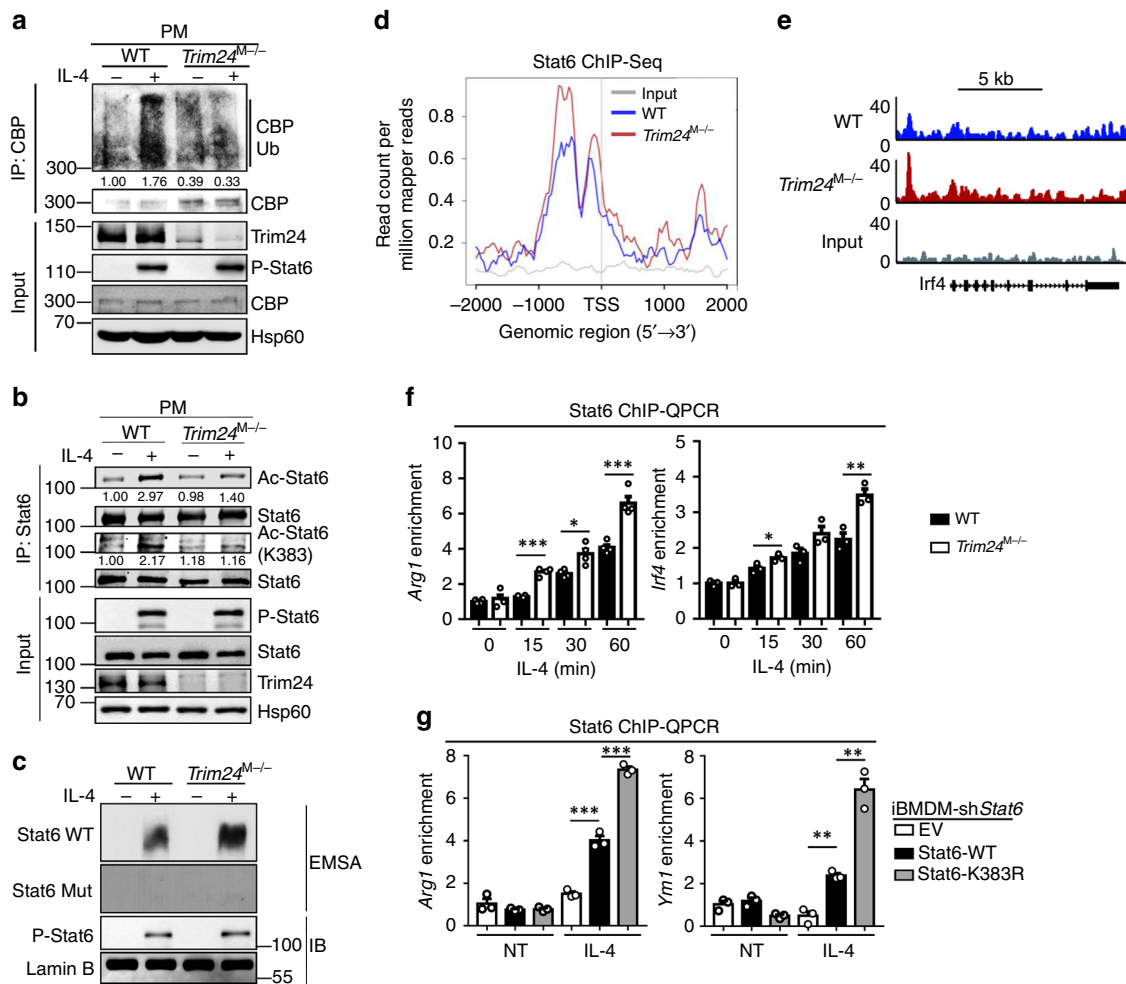 a
PM
WT Trim24M–/–
IL-4 – + – +
IP: CBP
CBP
Ub
300
1.00 1.76 0.39 0.33
300 CBP
Input
150 Trim24
110 P-Stat6
300 CBP
70 Hsp60
b
PM
WT Trim24M–/–
IL-4 – + – +
IP: Stat6
100 Ac-Stat6
1.00 2.97 0.98 1.40
100 Stat6
100 Ac-Stat6
(K383)
1.00 2.17 1.18 1.16
100 Stat6
Input
100 P-Stat6
100 Stat6
130 Trim24
70 Hsp60
c
WT Trim24M–/–
IL-4 – + – +
Stat6 WT
Stat6 Mut
EMSA
P-Stat6 100
Lamin B 55
IB
d
Stat6 ChIP-Seq
Input
WT
Trim24M–/–
Read count per
million mapper reads
0.8
0.6
0.4
0.2
–2000 –1000 TSS 1000 2000
Genomic region (5′→3′)
e
5 kb
40
WT
0
40
Trim24M–/–
0
40
Input
0
Irf4
f
Stat6 ChIP-QPCR
Arg1 enrichment
10
8
6
4
2
0
*** * ***
0 15 30 60
IL-4 (min)
Irf4 enrichment
5
4
3
2
1
0
* **
0 15 30 60
IL-4 (min)
WT
Trim24M–/–
g
Stat6 ChIP-QPCR
Arg1 enrichment
8
6
4
2
0
*** ***
NT IL-4
Ym1 enrichment
8
6
4
2
0
** **
NT IL-4
iBMDM-shStat6
EV
Stat6-WT
Stat6-K383R